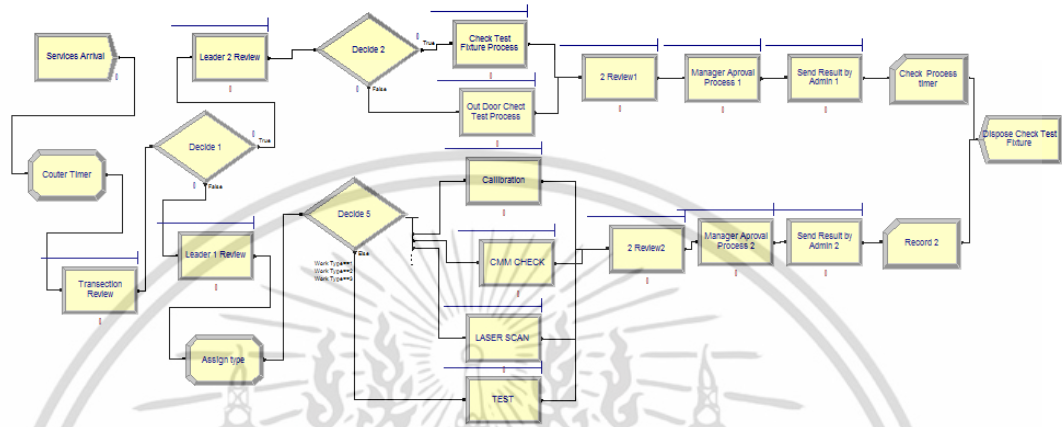 Services Arrival
Couter Timer
Transection
Review
Decide 1
True
False
Leader 2 Review
Leader 1 Review
Assign type
Decide 2
True
False
Check Test
Fixture Process
Out Door Chect
Test Process
2 Review1
Manager Aproval
Process 1
Send Result by
Admin 1
Check Process
timer
Dispose Check Test
Fixture
Decide 5
Else
Work Type==1
Work Type==2
Work Type==3
Callibration
CMM CHECK
LASER SCAN
TEST
2 Review2
Manager Aproval
Process 2
Send Result by
Admin 2
Record 2